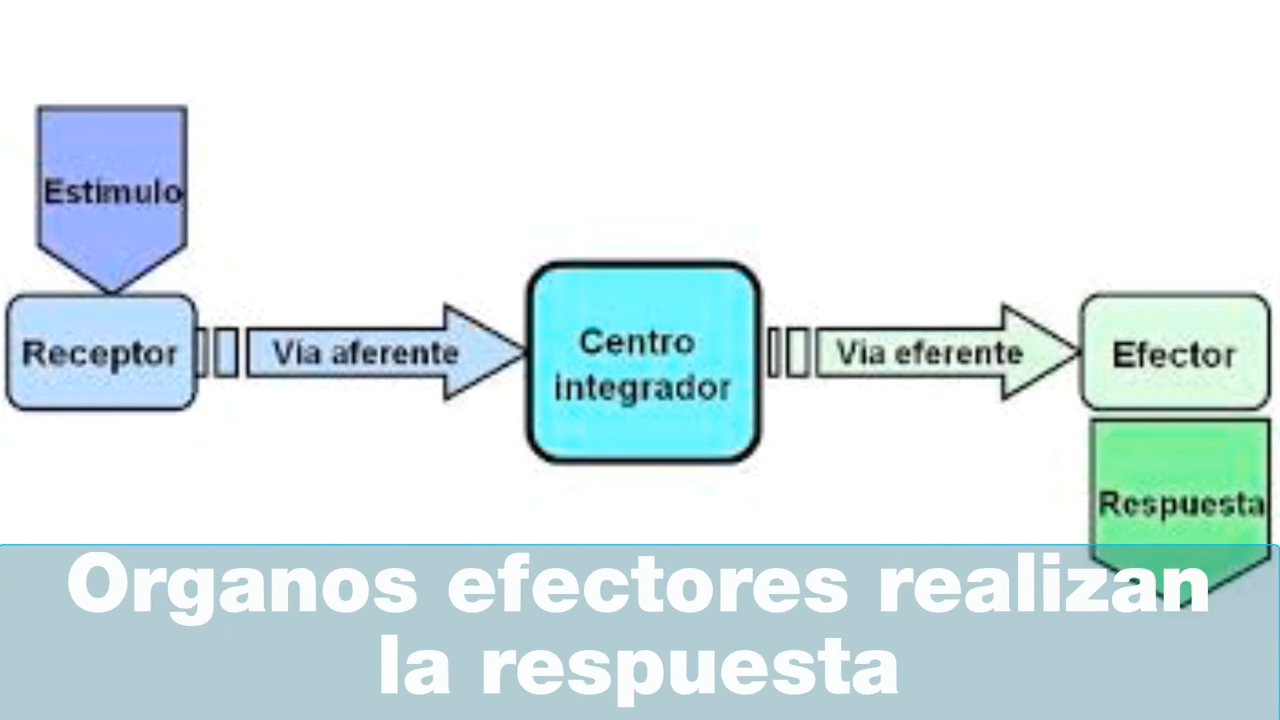 Estimulo
Receptor
Via aferente
Centro
integrador
Via eferente
Efector
Respuesta
Organos efectores realizan
la respuesta